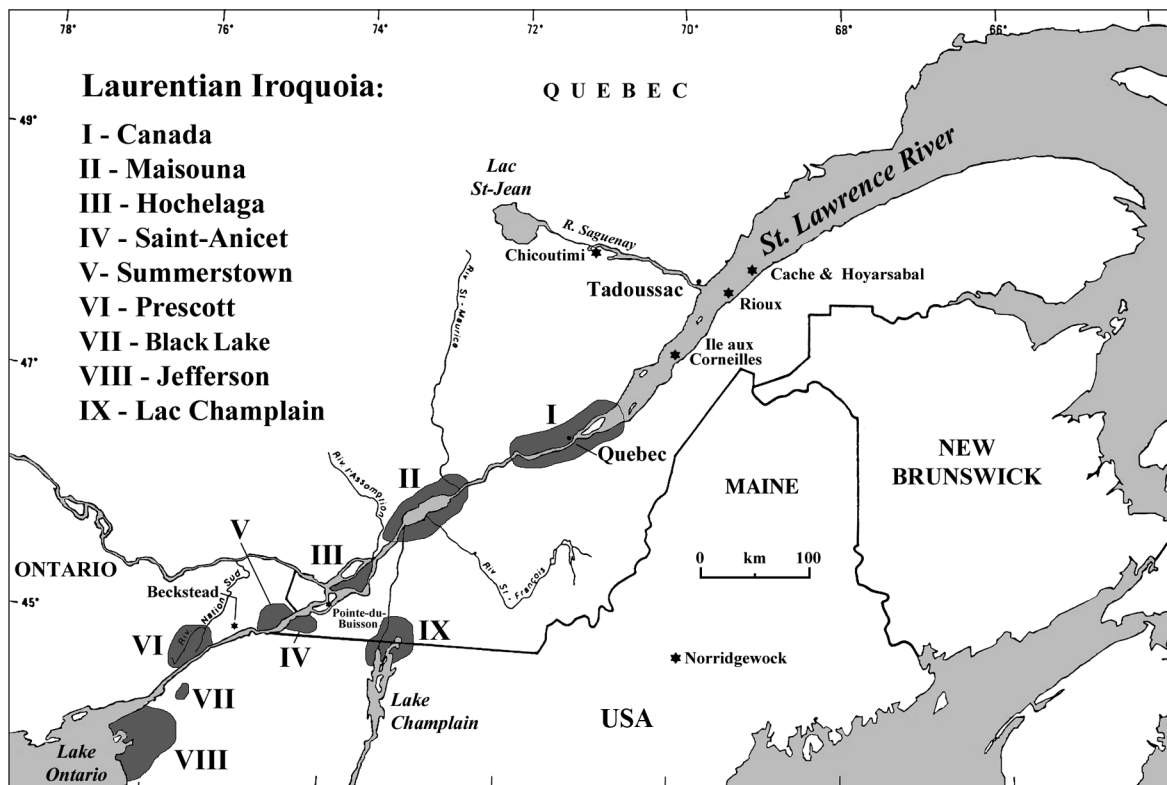 78°
76°
74°
72°
70°
68°
66°
Laurentian Iroquoia:
I - Canada
II - Maisouna
III - Hochelaga
IV - Saint-Anicet
V- Summerstown
VI - Prescott
VII - Black Lake
VIII - Jefferson
IX - Lac Champlain
QUEBEC
49°
Lac
St-Jean
R. Saguenay
Chicoutimi
Tadoussac
St. Lawrence River
Cache & Hoyarsabal
Rioux
Ile aux
Corneilles
Riv St-Maurice
47°
I
Quebec
II
Riv l'Assomption
NEW
BRUNSWICK
MAINE
0 km 100
V
III
ONTARIO
Beckstead
Riv Nation Sud
Riv St-François
45°
Pointe-du-
Buisson
VI
IV
IX
Norridgewock
VII
Lake
Champlain
USA
VIII
Lake
Ontario